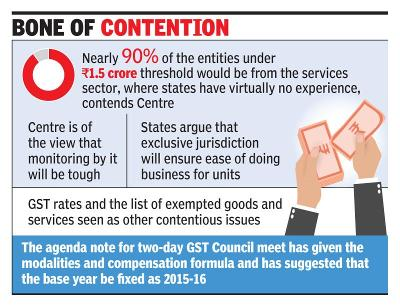 BONE OF CONTENTION
Nearly 90% of the entities under
₹1.5 crore threshold would be from the services
sector, where states have virtually no experience,
contends Centre
Centre is of
the view that
monitoring by it
will be tough
States argue that
exclusive jurisdiction
will ensure ease of doing
business for units
GST rates and the list of exempted goods and
services seen as other contentious issues
The agenda note for two-day GST Council meet has given the
modalities and compensation formula and has suggested that
the base year be fixed as 2015-16